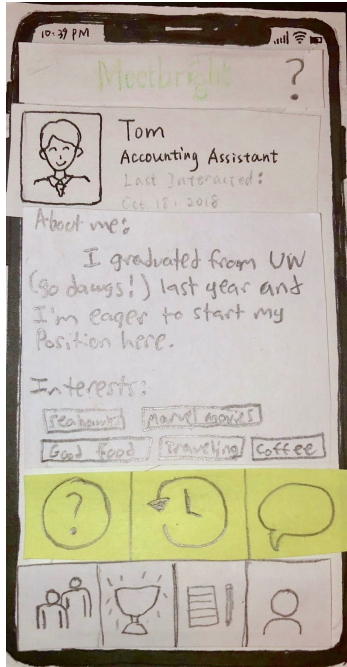 10:39 PM
Meetbright
?
Tom
Accounting Assistant
Last Interacted:
Oct 18, 2018
About me:
I graduated from UW
(go dawgs!) last year and
I'm eager to start my
Position here.
Interests:
Seahawks Marvel movies
Good food Traveling Coffee
?